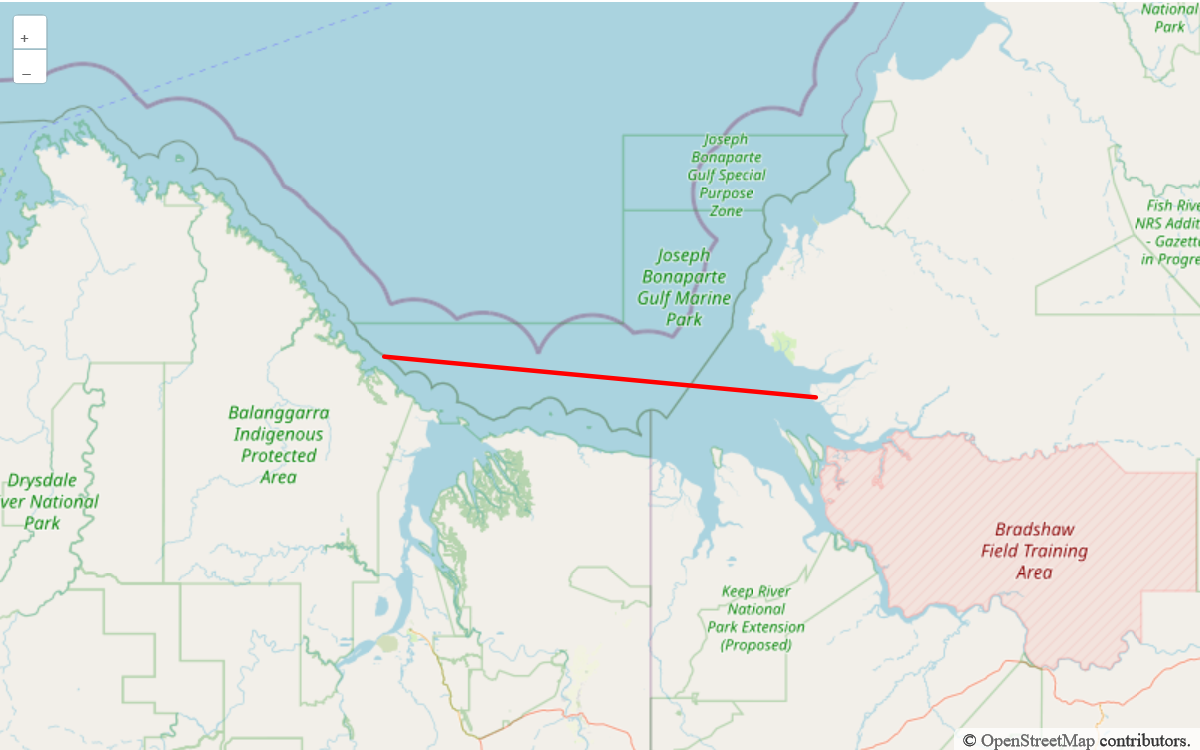 +
–
National
Park
Joseph
Bonaparte
Gulf Special
Purpose
Zone
Fish Rive
NRS Addit
- Gazett
in Progre
Joseph
Bonaparte
Gulf Marine
Park
Balanggarra
Indigenous
Protected
Area
Drysdale
ver National
Park
Bradshaw
Field Training
Area
Keep River
National
Park Extension
(Proposed)
© OpenStreetMap contributors.